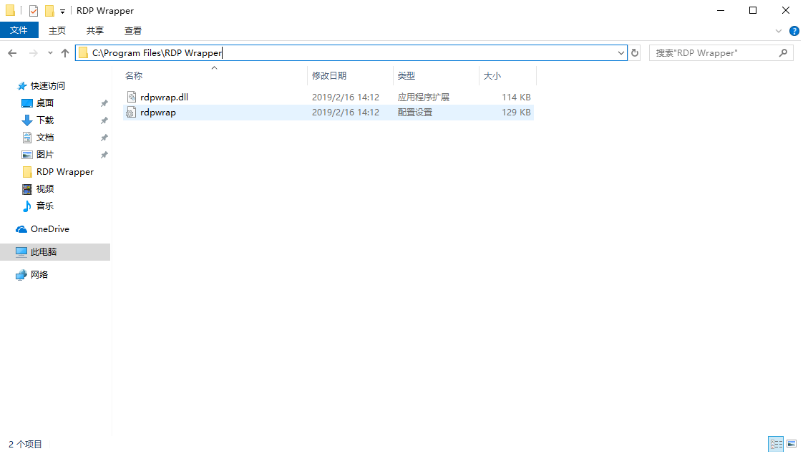 RDP Wrapper
文件 主页 共享 查看
C:\Program Files\RDP Wrapper 搜索"RDP Wrapper"
名称 修改日期 类型 大小
快速访问
桌面
下载
文档
图片
RDP Wrapper
视频
音乐
OneDrive
此电脑
网络
rdpwrap.dll 2019/2/16 14:12 应用程序扩展 114 KB
rdpwrap 2019/2/16 14:12 配置设置 129 KB
2 个项目